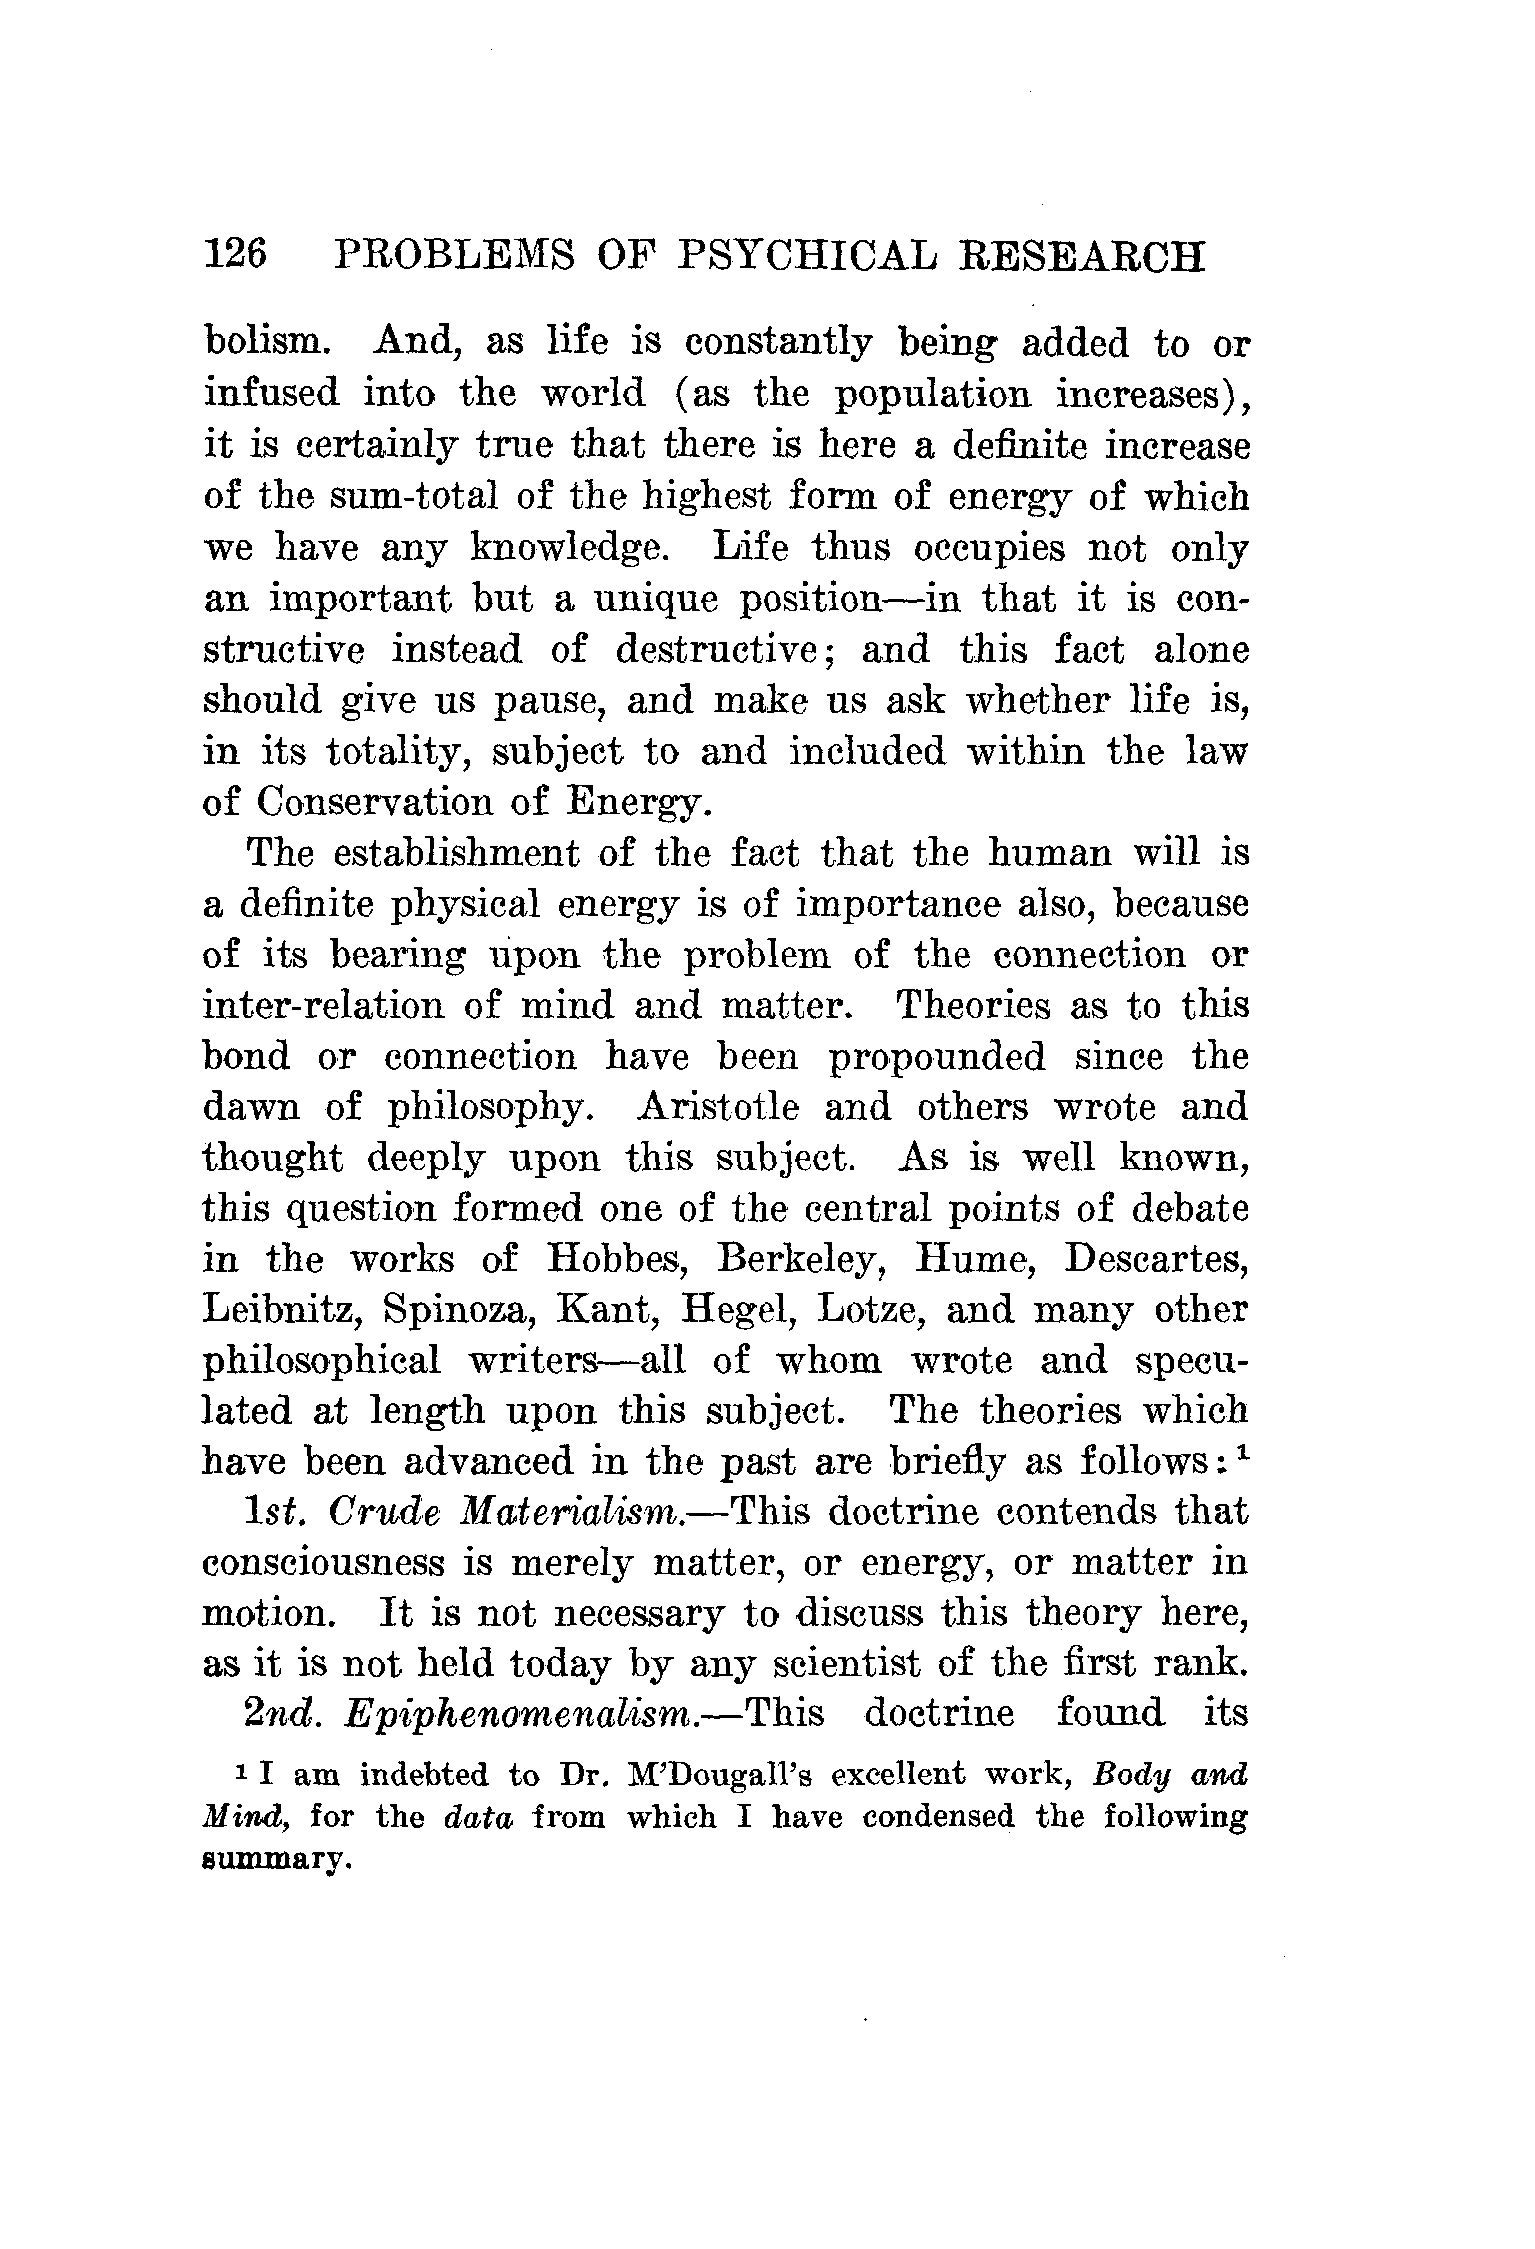 126 PROBLEMS OF PSYCHICAL RESEARCH
bolism. And, as life is constantly being added to or
infused into the world (as the population increases),
it is certainly true that there is here a definite increase
of the sum-total of the highest form of energy of which
we have any knowledge. Life thus occupies not only
an important but a unique position—in that it is con-
structive instead of destructive; and this fact alone
should give us pause, and make us ask whether life is,
in its totality, subject to and included within the law
of Conservation of Energy.
The establishment of the fact that the human will is
a definite physical energy is of importance also, because
of its bearing upon the problem of the connection or
inter-relation of mind and matter. Theories as to this
bond or connection have been propounded since the
dawn of philosophy. Aristotle and others wrote and
thought deeply upon this subject. As is well known,
this question formed one of the central points of debate
in the works of Hobbes, Berkeley, Hume, Descartes,
Leibnitz, Spinoza, Kant, Hegel, Lotze, and many other
philosophical writers—all of whom wrote and specu-
lated at length upon this subject. The theories which
have been advanced in the past are briefly as follows:¹
1st. Crude Materialism.—This doctrine contends that
consciousness is merely matter, or energy, or matter in
motion. It is not necessary to discuss this theory here,
as it is not held today by any scientist of the first rank.
2nd. Epiphenomenalism.—This doctrine found its
¹ I am indebted to Dr. M'Dougall's excellent work, Body and
Mind, for the data from which I have condensed the following
summary.